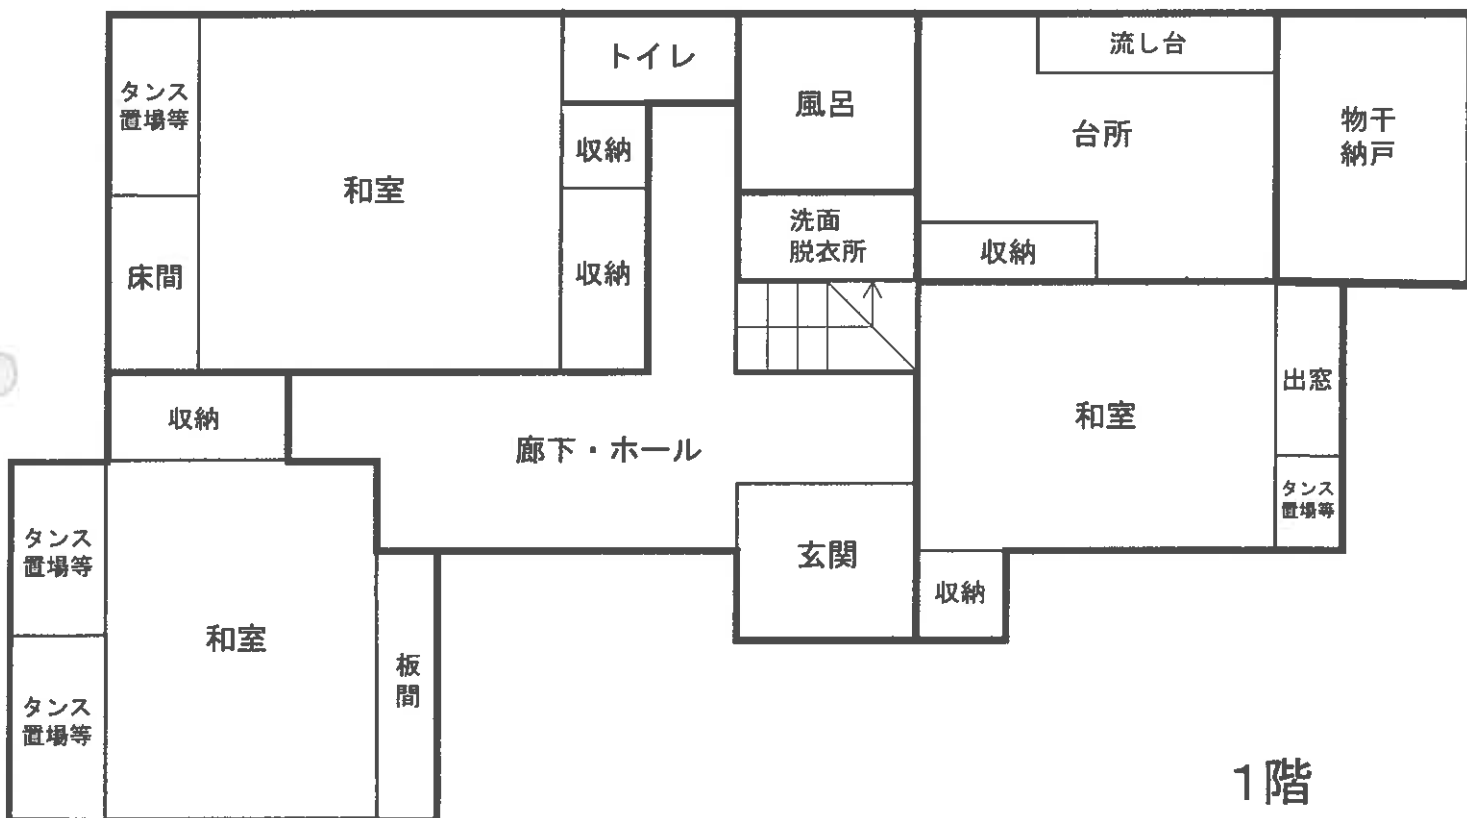 タンス
置場等
床間
和室
トイレ
収納
収納
風呂
洗面
脱衣所
流し台
台所
収納
物干
納戸
収納
廊下・ホール
和室
出窓
タンス
置場等
玄関
収納
タンス
置場等
タンス
置場等
和室
板
間
1階